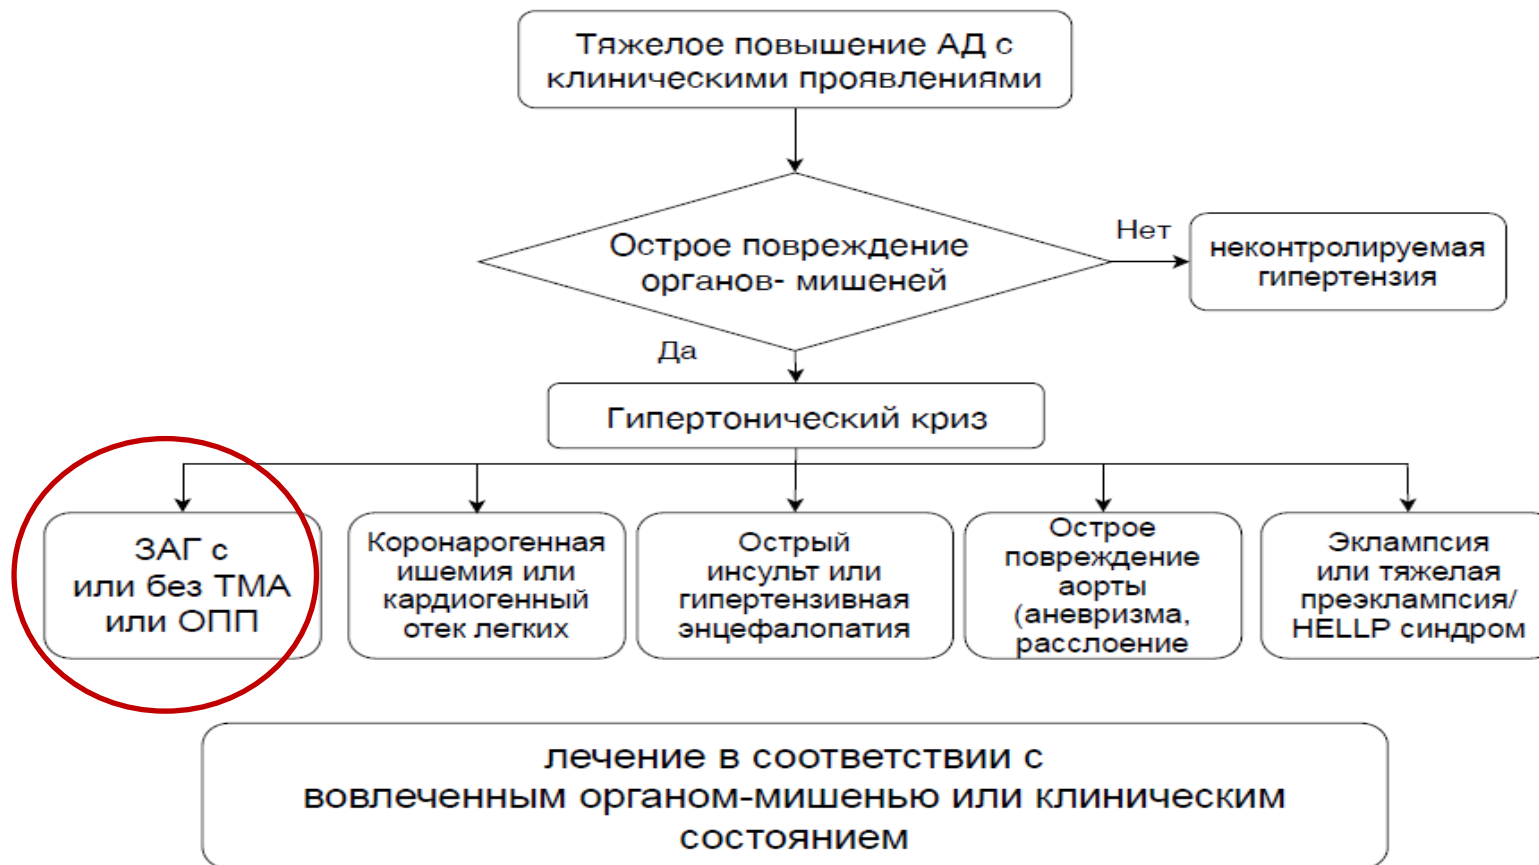 Тяжелое повышение АД с
клиническими проявлениями
Острое повреждение
органов- мишеней
Нет
неконтролируемая
гипертензия
Да
Гипертонический криз
ЗАГ с
или без ТМА
или ОПП
Коронарогенная
ишемия или
кардиогенный
отек легких
Острый
инсульт или
гипертензивная
энцефалопатия
Острое
повреждение
аорты
(аневризма,
расслоение
Эклампсия
или тяжелая
преэклампсия/
HELLP синдром
лечение в соответствии с
вовлеченным органом-мишенью или клиническим
состоянием